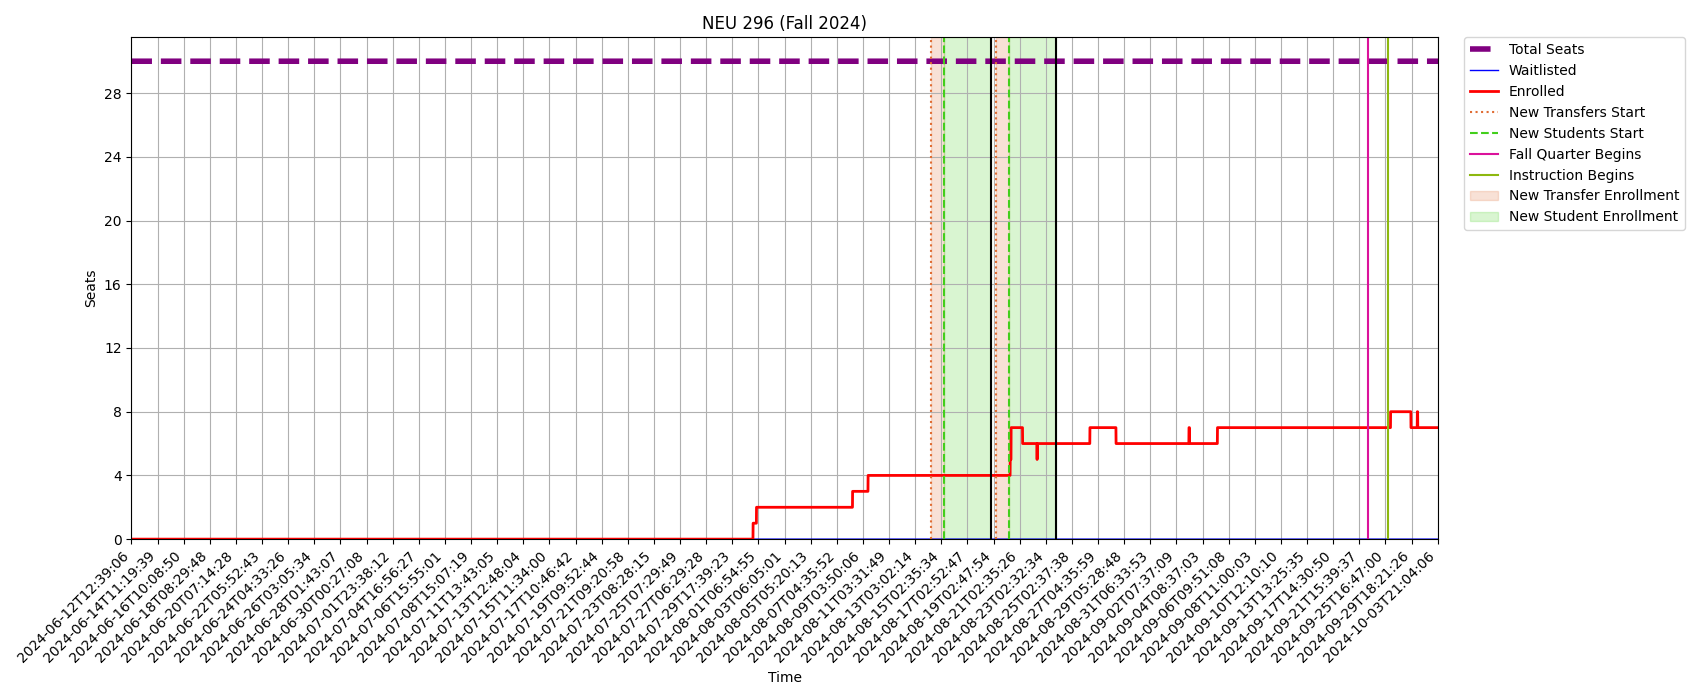 NEU 296 (Fall 2024)
Total Seats
Waitlisted
Enrolled
New Transfers Start
New Students Start
Fall Quarter Begins
Instruction Begins
New Transfer Enrollment
New Student Enrollment
Seats
28
24
20
16
12
8
4
0
2024-06-12T12:39:06
2024-06-14T11:19:39
2024-06-16T10:08:50
2024-06-18T08:29:48
2024-06-20T07:14:28
2024-06-22T05:52:43
2024-06-24T04:33:26
2024-06-26T03:05:34
2024-06-28T01:43:07
2024-06-30T00:27:08
2024-07-01T23:38:12
2024-07-04T16:56:27
2024-07-06T15:55:01
2024-07-08T15:07:19
2024-07-11T13:43:05
2024-07-13T12:48:04
2024-07-15T11:34:00
2024-07-17T10:46:42
2024-07-19T09:52:44
2024-07-21T09:20:58
2024-07-23T08:28:15
2024-07-25T07:29:49
2024-07-27T06:29:28
2024-07-29T17:39:23
2024-08-01T06:54:55
2024-08-03T06:05:01
2024-08-05T05:20:13
2024-08-07T04:35:52
2024-08-09T03:50:06
2024-08-11T03:31:49
2024-08-13T03:02:14
2024-08-15T02:35:34
2024-08-17T02:52:47
2024-08-19T02:47:54
2024-08-21T02:35:26
2024-08-23T02:32:34
2024-08-25T02:37:38
2024-08-27T04:35:59
2024-08-29T05:28:48
2024-08-31T06:33:53
2024-09-02T07:37:09
2024-09-04T08:37:03
2024-09-06T09:51:08
2024-09-08T11:00:03
2024-09-10T12:10:10
2024-09-13T13:25:35
2024-09-17T14:30:50
2024-09-21T15:39:37
2024-09-25T16:47:00
2024-09-29T18:21:26
2024-10-03T21:04:06
Time